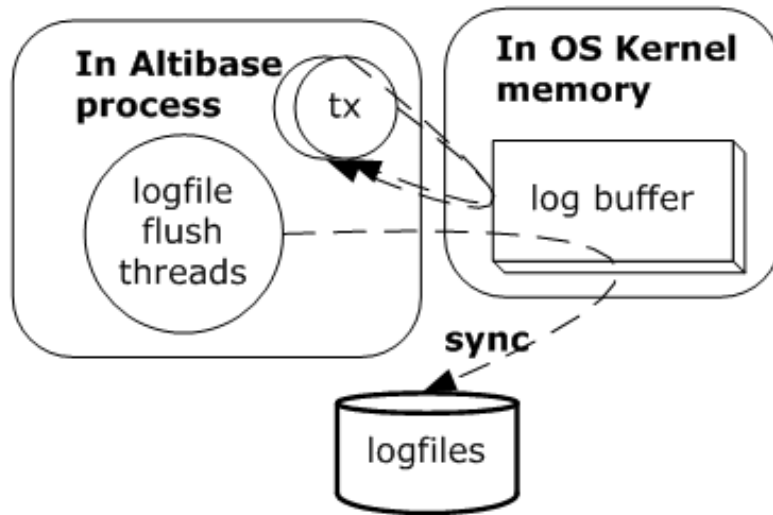 In Altibase
process
tx
logfile
flush
threads
In OS Kernel
memory
log buffer
sync
logfiles